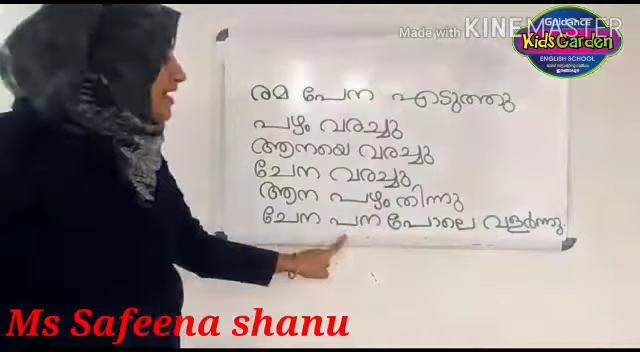 Made with KINEMASTER
Guidance
Kids Garden
ENGLISH SCHOOL
രമ പേന എടുത്തു
പഴം വരച്ചു
ആനയെ വരച്ചു
ചേന വരച്ചു
ആന പഴം തിന്നു
ചേന പന പോലെ വളർന്നു.
Ms Safeena shanu